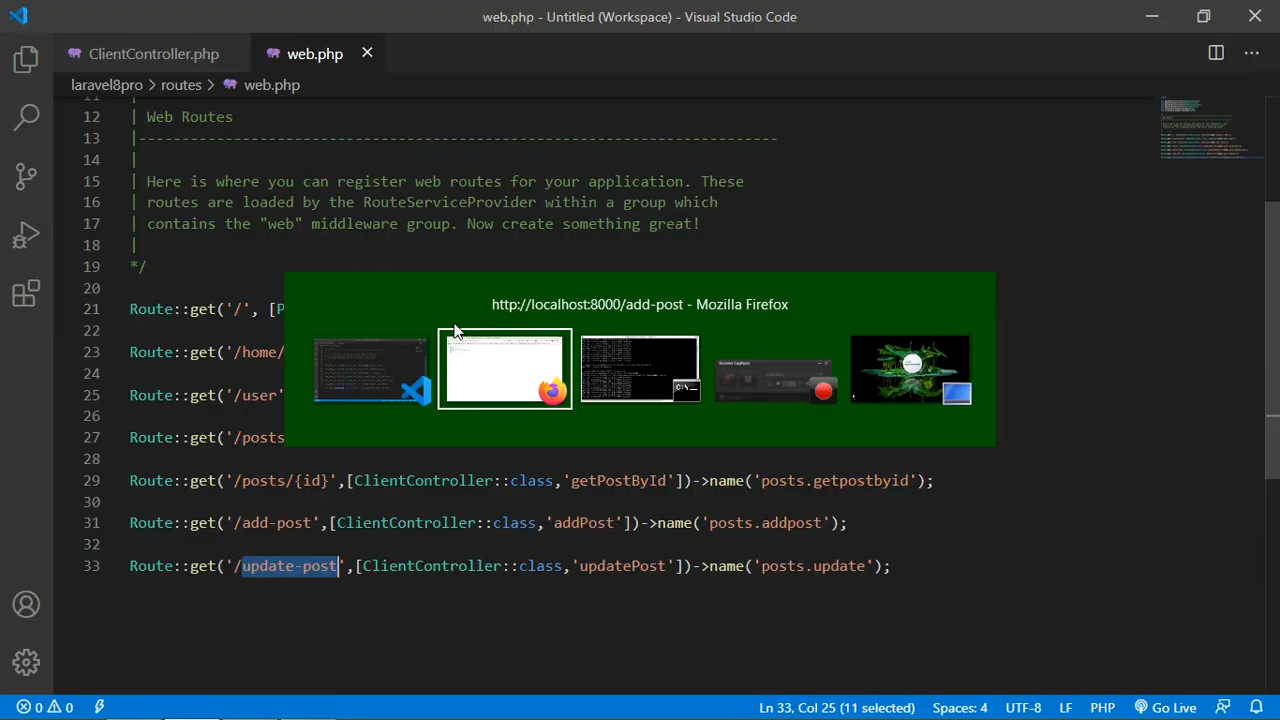 web.php - Untitled (Workspace) - Visual Studio Code
ClientController.php
web.php
laravel8pro > routes > web.php
11 |
12 | Web Routes
13 |--------------------------------------------------------------------------
14 |
15 | Here is where you can register web routes for your application. These
16 | routes are loaded by the RouteServiceProvider within a group which
17 | contains the "web" middleware group. Now create something great!
18 |
19 */
20
21 Route::get('/', [P
22
23 Route::get('/home/
24
25 Route::get('/user'
26
27 Route::get('/posts
28
29 Route::get('/posts/{id}',[ClientController::class,'getPostById'])->name('posts.getpostbyid');
30
31 Route::get('/add-post',[ClientController::class,'addPost'])->name('posts.addpost');
32
33 Route::get('/update-post',[ClientController::class,'updatePost'])->name('posts.update');
http://localhost:8000/add-post - Mozilla Firefox
0 0
Ln 33, Col 25 (11 selected) Spaces: 4 UTF-8 LF PHP Go Live